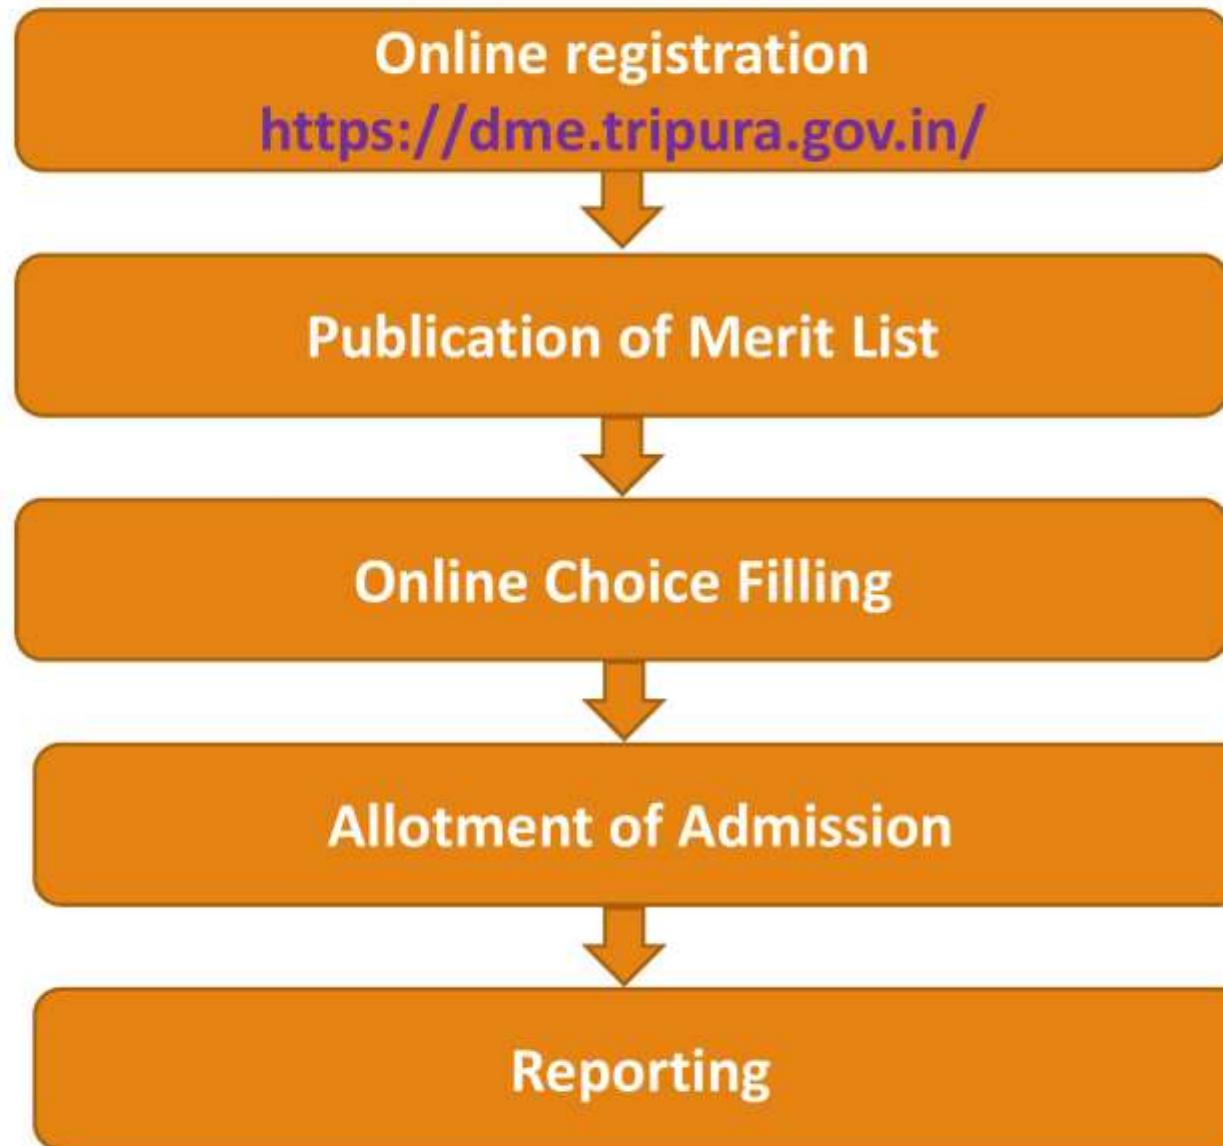 Online registration
https://dme.tripura.gov.in/
Publication of Merit List
Online Choice Filling
Allotment of Admission
Reporting